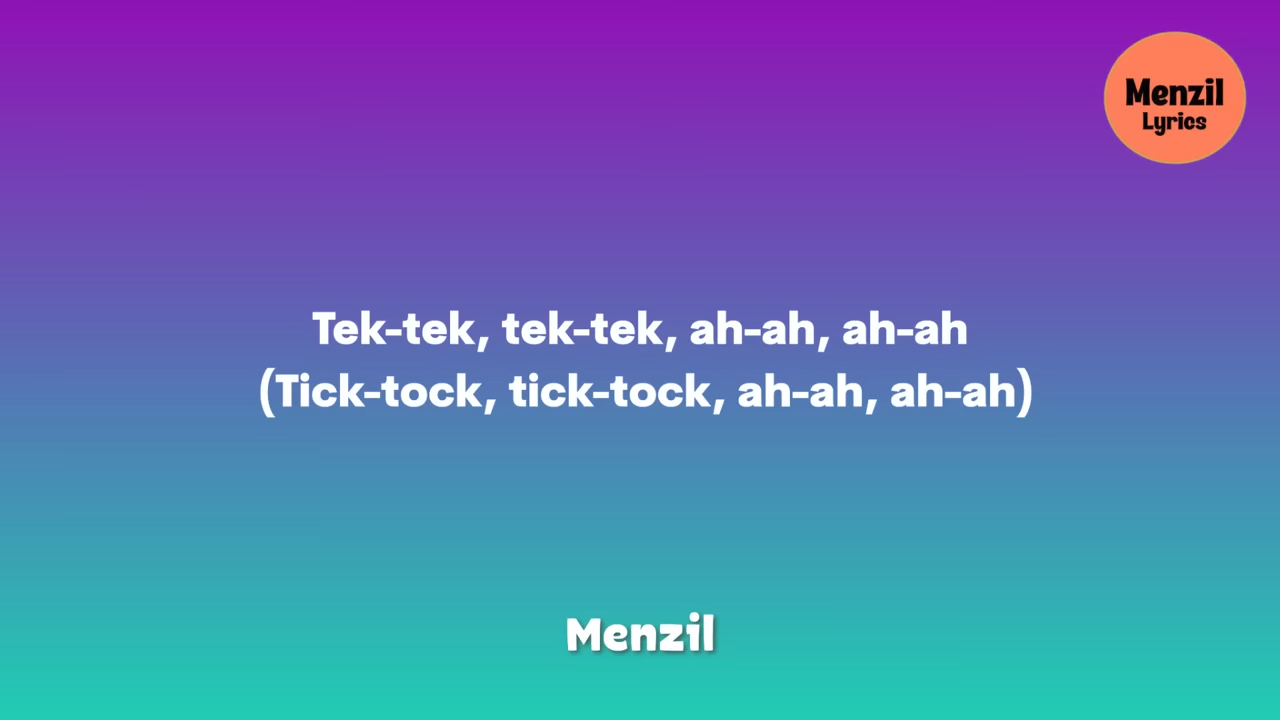 Menzil
Lyrics
Tek-tek, tek-tek, ah-ah, ah-ah
(Tick-tock, tick-tock, ah-ah, ah-ah)
Menzil